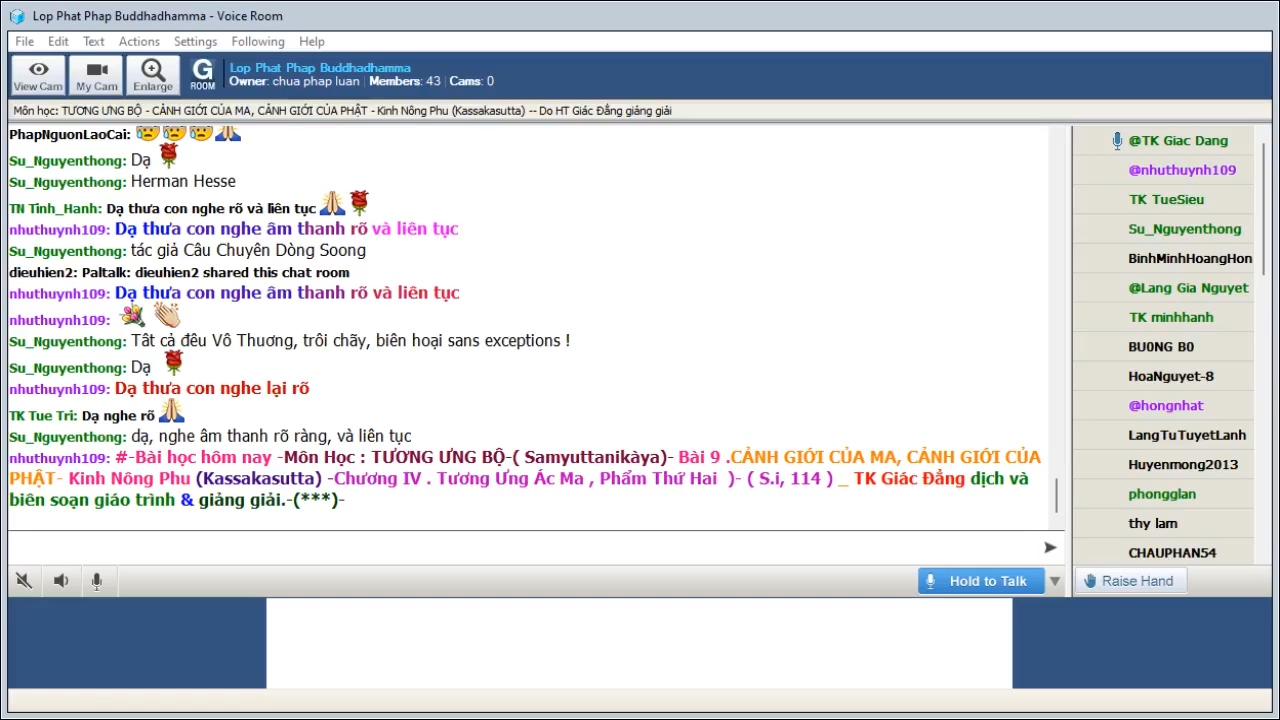 Lop Phat Phap Buddhadhamma - Voice Room
File Edit Text Actions Settings Following Help
View Cam My Cam Enlarge G ROOM
Lop Phat Phap Buddhadhamma
Owner: chua phap luan | Members: 43 | Cams: 0
Môn học: TƯƠNG ƯNG BỘ - CẢNH GIỚI CỦA MA, CẢNH GIỚI CỦA PHẬT - Kinh Nông Phu (Kassakasutta) -- Do HT Giác Đẳng giảng giải
PhapNguonLaoCai:
Su_Nguyenthong: Dạ
Su_Nguyenthong: Herman Hesse
TN Tinh_Hanh: Dạ thưa con nghe rõ và liên tục
nhuthuynh109: Dạ thưa con nghe âm thanh rõ và liên tục
Su_Nguyenthong: tác giả Câu Chuyên Dòng Soong
dieuhien2: Paltalk: dieuhien2 shared this chat room
nhuthuynh109: Dạ thưa con nghe âm thanh rõ và liên tục
nhuthuynh109:
Su_Nguyenthong: Tât cả đêu Vô Thuơng, trôi chãy, biên hoại sans exceptions !
Su_Nguyenthong: Dạ
nhuthuynh109: Dạ thưa con nghe lại rõ
TK Tue Tri: Dạ nghe rõ
Su_Nguyenthong: dạ, nghe âm thanh rõ ràng, và liên tục
nhuthuynh109: #-Bài học hôm nay -Môn Học : TƯƠNG ƯNG BỘ-( Samyuttanikàya)- Bài 9 .CẢNH GIỚI CỦA MA, CẢNH GIỚI CỦA
PHẬT- Kinh Nông Phu (Kassakasutta) -Chương IV . Tương Ưng Ác Ma , Phẩm Thứ Hai )- ( S.i, 114 ) _ TK Giác Đẳng dịch và
biên soạn giáo trình & giảng giải.-(***)-
Hold to Talk
@TK Giac Dang
@nhuthuynh109
TK TueSieu
Su_Nguyenthong
BinhMinhHoangHon
@Lang Gia Nguyet
TK minhhanh
BU0NG B0
HoaNguyet-8
@hongnhat
LangTuTuyetLanh
Huyenmong2013
phongglan
thy lam
CHAUPHAN54
Raise Hand